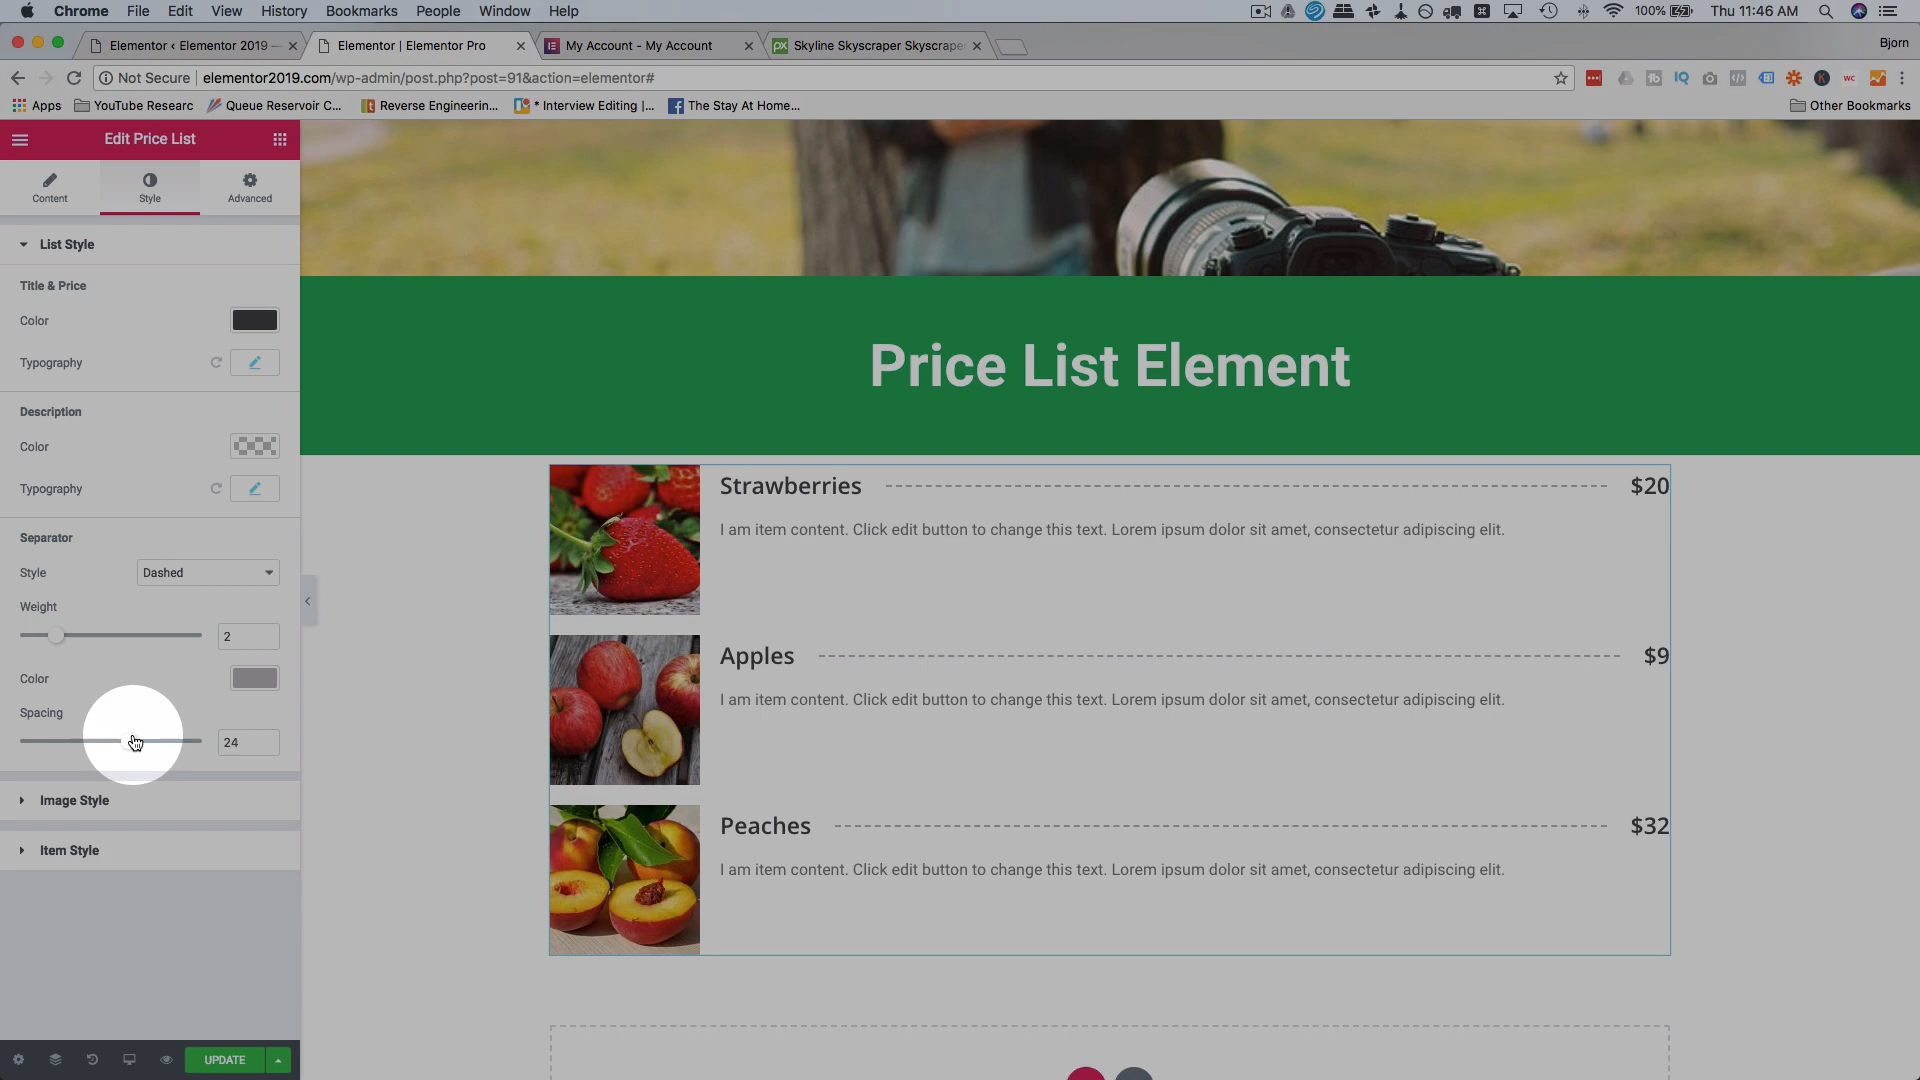 Chrome File Edit View History Bookmarks People Window Help 100% Thu 11:46 AM
Elementor ‹ Elementor 2019 — Elementor | Elementor Pro My Account - My Account Skyline Skyscraper Skyscraper Bjorn
Not Secure | elementor2019.com/wp-admin/post.php?post=91&action=elementor#
Apps YouTube Researc Queue Reservoir C... Reverse Engineerin... * Interview Editing |... The Stay At Home... Other Bookmarks
Edit Price List
Content Style Advanced
List Style
Title & Price
Color
Typography
Description
Color
Typography
Separator
Style Dashed
Weight
2
Color
Spacing
24
Image Style
Item Style
UPDATE
Price List Element
Strawberries $20
I am item content. Click edit button to change this text. Lorem ipsum dolor sit amet, consectetur adipiscing elit.
Apples $9
I am item content. Click edit button to change this text. Lorem ipsum dolor sit amet, consectetur adipiscing elit.
Peaches $32
I am item content. Click edit button to change this text. Lorem ipsum dolor sit amet, consectetur adipiscing elit.